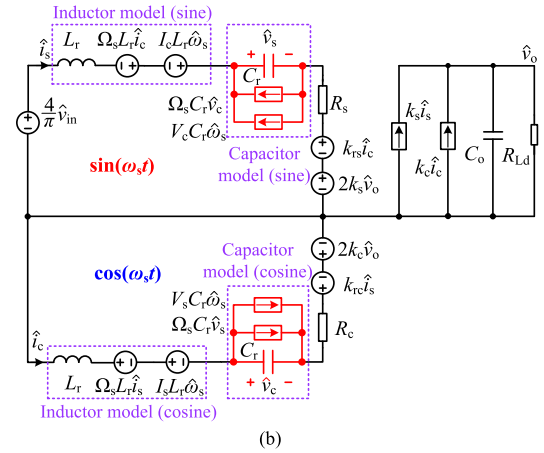 Inductor model (sine)
î_s L_r Ω_sL_rî_c I_cL_rω̂_s v̂_s
+ − C_r
Ω_sC_rv̂_c
V_cC_rω̂_s
Capacitor
model (sine)
4/π v̂_in
sin(ω_st)
R_s
k_rsî_c
2k_sv̂_o
k_sî_s
k_cî_c
C_o
R_Ld
v̂_o
cos(ω_st)
Capacitor
model (cosine)
2k_cv̂_o
k_rcî_s
R_c
V_sC_rω̂_s
Ω_sC_rv̂_s
C_r
+ v̂_c −
î_c
L_r Ω_sL_rî_s I_sL_rω̂_s
Inductor model (cosine)
(b)